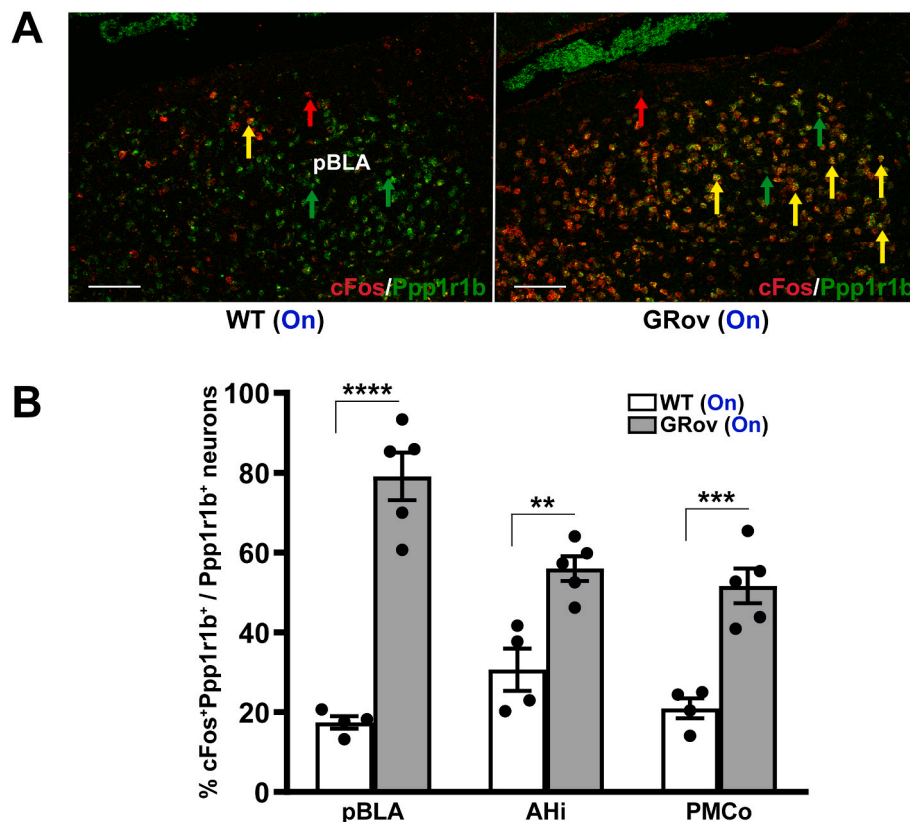 A
pBLA
cFos/Ppp1r1b
cFos/Ppp1r1b
WT (On)
GRov (On)
B
% cFos⁺Ppp1r1b⁺ / Ppp1r1b⁺ neurons
100
80
60
40
20
0
****
**
***
WT (On)
GRov (On)
pBLA
AHi
PMCo